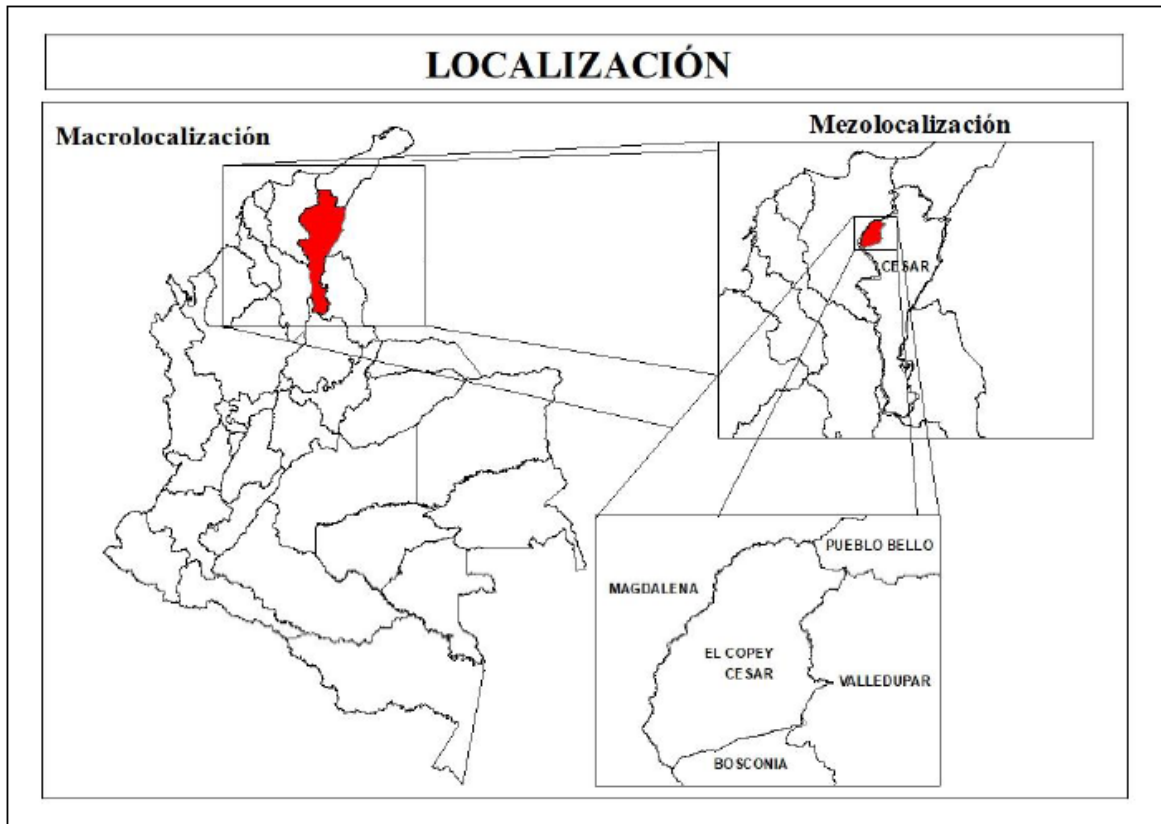 LOCALIZACIÓN
Macrolocalización
Mezolocalización
CESAR
PUEBLO BELLO
MAGDALENA
EL COPEY
CESAR
VALLEDUPAR
BOSCONIA